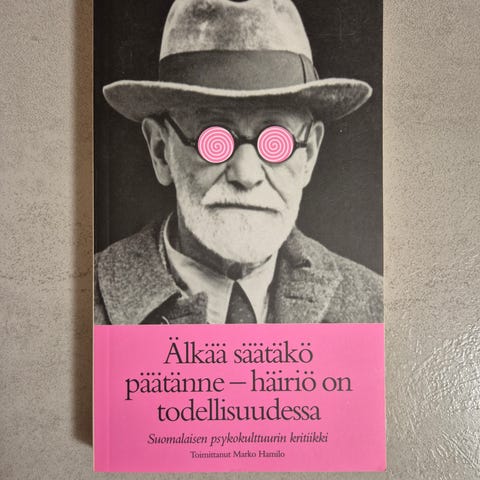 Älkää säätäkö
päätänne – häiriö on
todellisuudessa
Suomalaisen psykokulttuurin kritiikki
Toimittanut Marko Hamilo